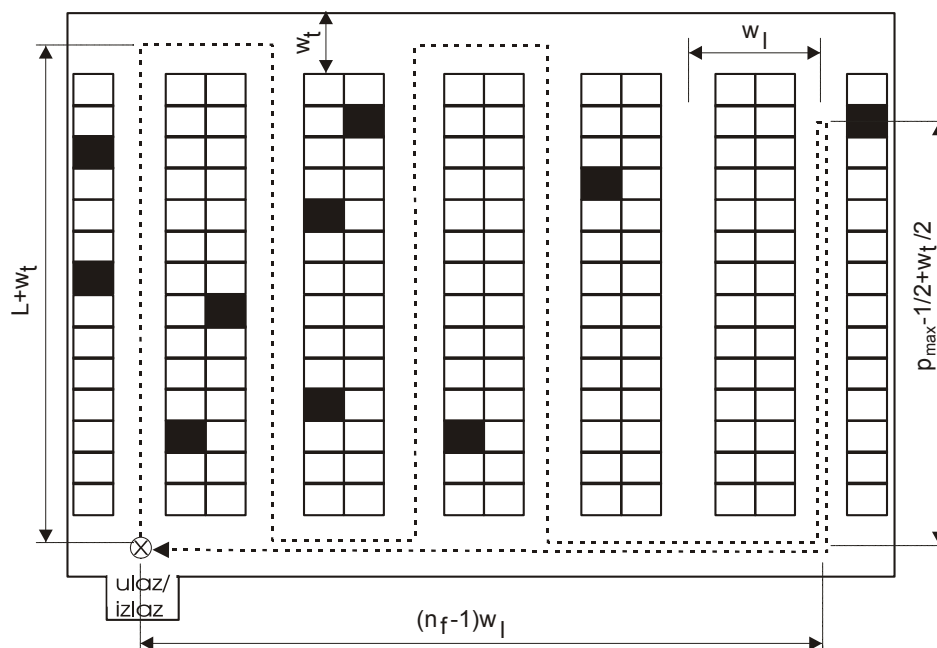 w_t
w_l
L+w_t
p_max-1/2+w_t/2
ulaz/
izlaz
(n_f-1)w_l